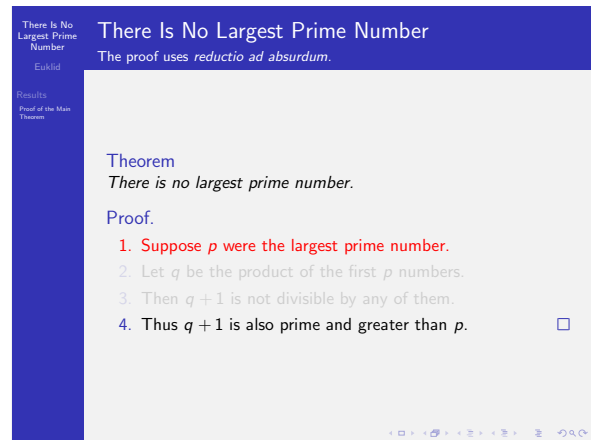 There Is No
Largest Prime
Number
Euklid
Results
Proof of the Main
Theorem
There Is No Largest Prime Number
The proof uses reductio ad absurdum.
Theorem
There is no largest prime number.
Proof.
1. Suppose p were the largest prime number.
2. Let q be the product of the first p numbers.
3. Then q + 1 is not divisible by any of them.
4. Thus q + 1 is also prime and greater than p. □